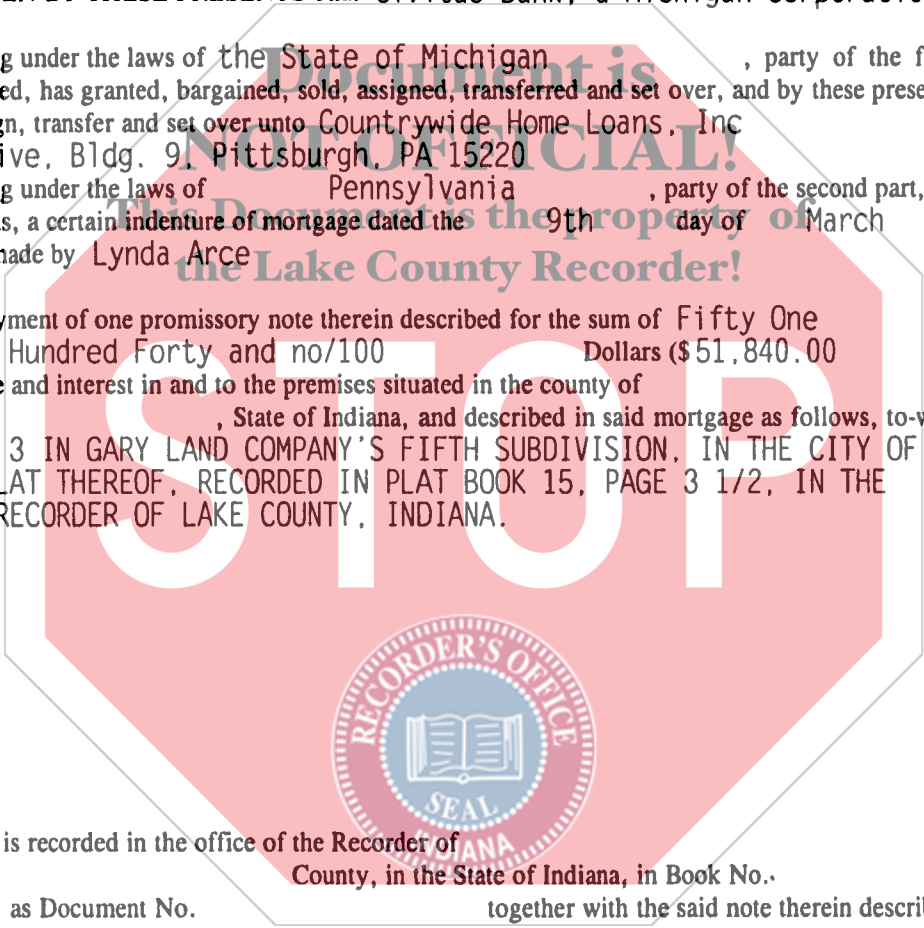 g under the laws of the State of Michigan , party of the f
ed, has granted, bargained, sold, assigned, transferred and set over, and by these prese
gn, transfer and set over unto Countrywide Home Loans, Inc
ive, Bldg. 9, Pittsburgh, PA 15220
g under the laws of Pennsylvania , party of the second part,
s, a certain indenture of mortgage dated the 9th day of March
nade by Lynda Arce
yment of one promissory note therein described for the sum of Fifty One
Hundred Forty and no/100 Dollars ($ 51,840.00
e and interest in and to the premises situated in the county of
, State of Indiana, and described in said mortgage as follows, to-w
3 IN GARY LAND COMPANY'S FIFTH SUBDIVISION, IN THE CITY OF
LAT THEREOF, RECORDED IN PLAT BOOK 15, PAGE 3 1/2, IN THE
RECORDER OF LAKE COUNTY, INDIANA.
is recorded in the office of the Recorder of
County, in the State of Indiana, in Book No.
as Document No. together with the said note therein describ
Document is
NOT OFFICIAL!
This Document is the property of
the Lake County Recorder!
STOP
RECORDER'S OFFICE
SEAL
INDIANA